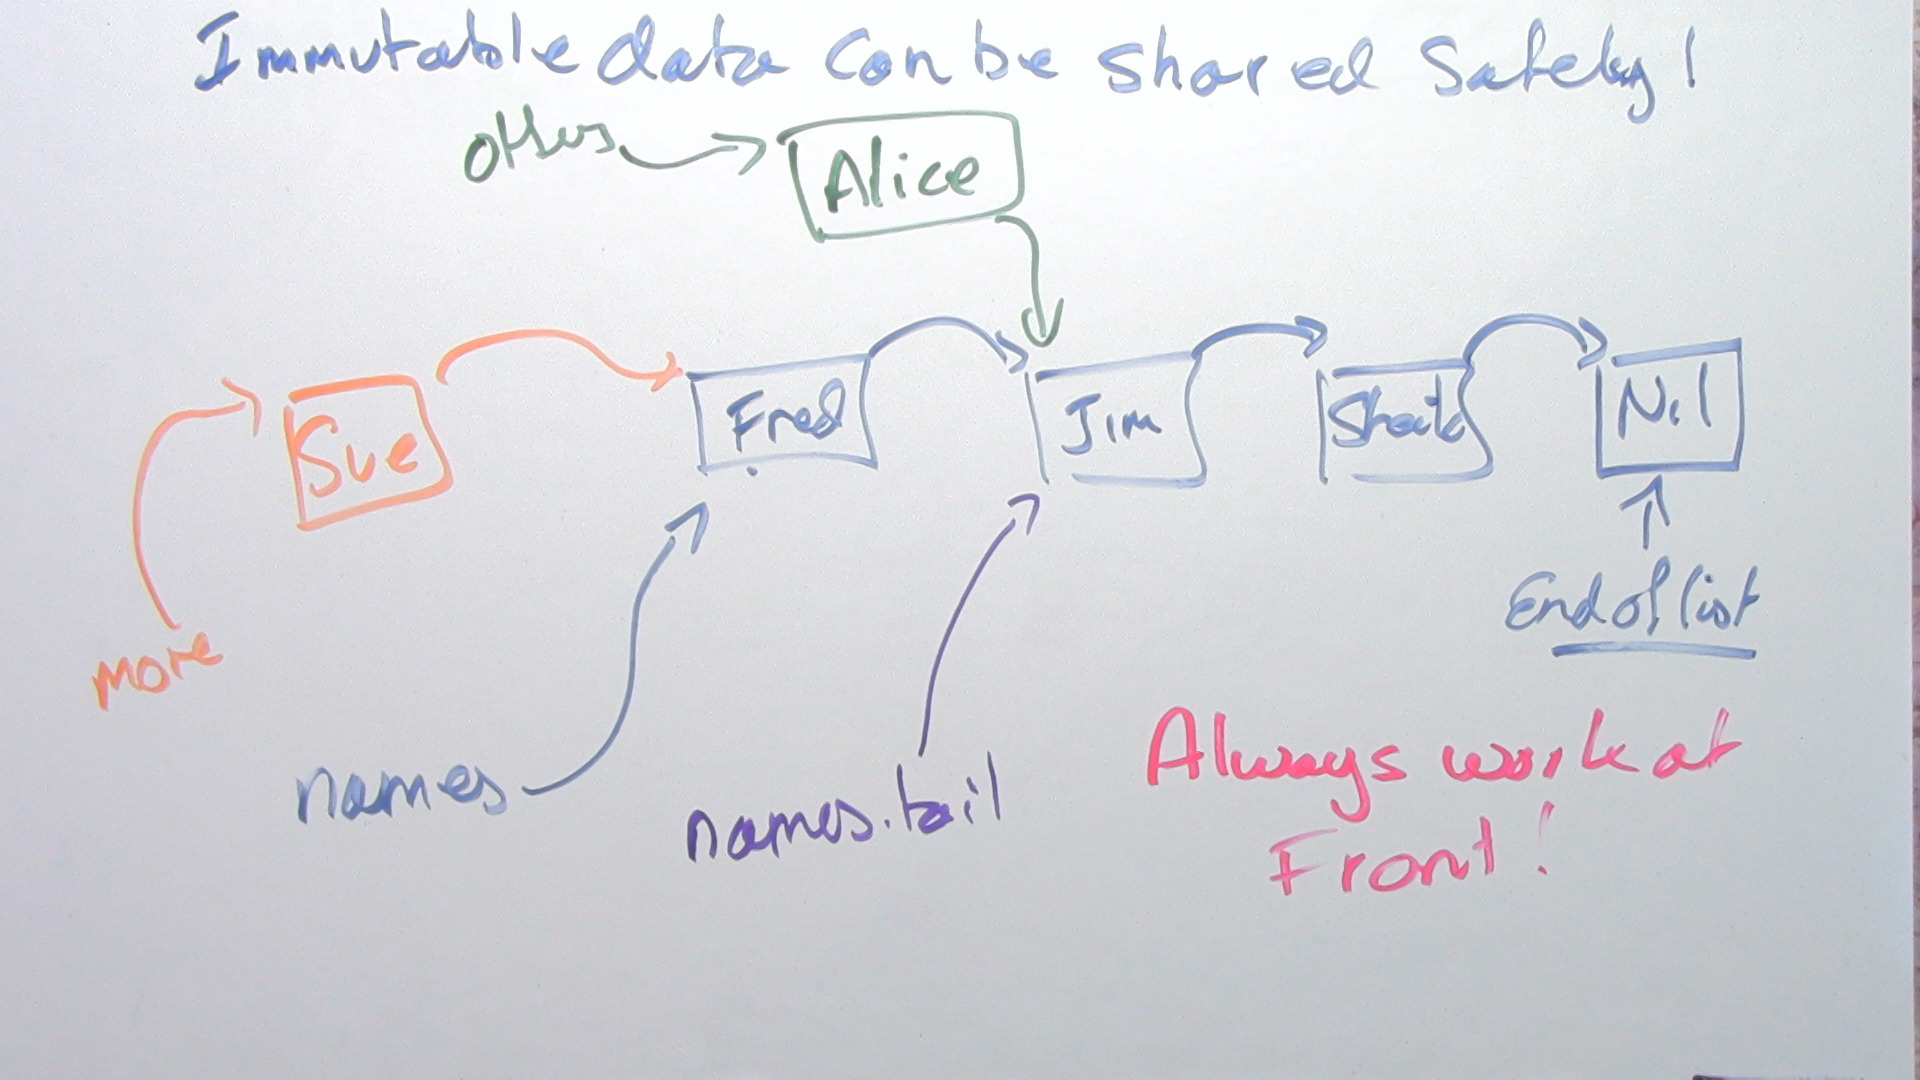 Immutable data can be shared safely!
others
Alice
Sue
Fred
Jim
Sheila
Nil
End of list
more
names
names.tail
Always work at
Front!